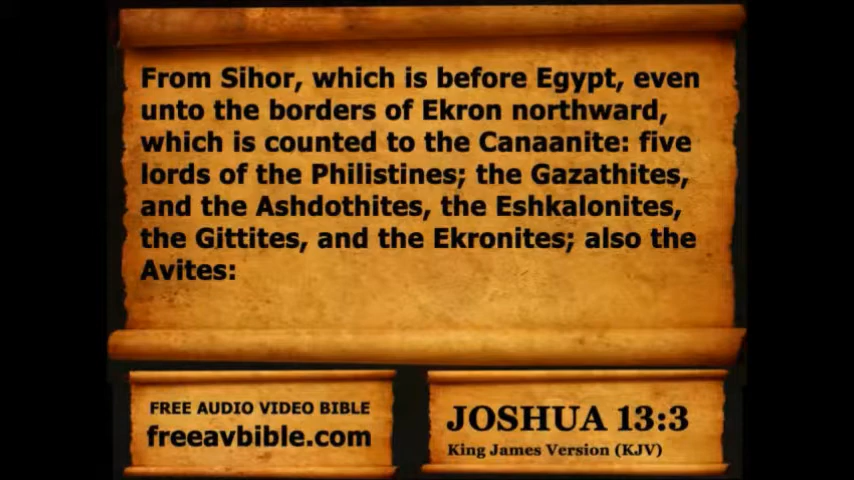 From Sihor, which is before Egypt, even
unto the borders of Ekron northward,
which is counted to the Canaanite: five
lords of the Philistines; the Gazathites,
and the Ashdothites, the Eshkalonites,
the Gittites, and the Ekronites; also the
Avites:
FREE AUDIO VIDEO BIBLE
freeavbible.com
JOSHUA 13:3
King James Version (KJV)